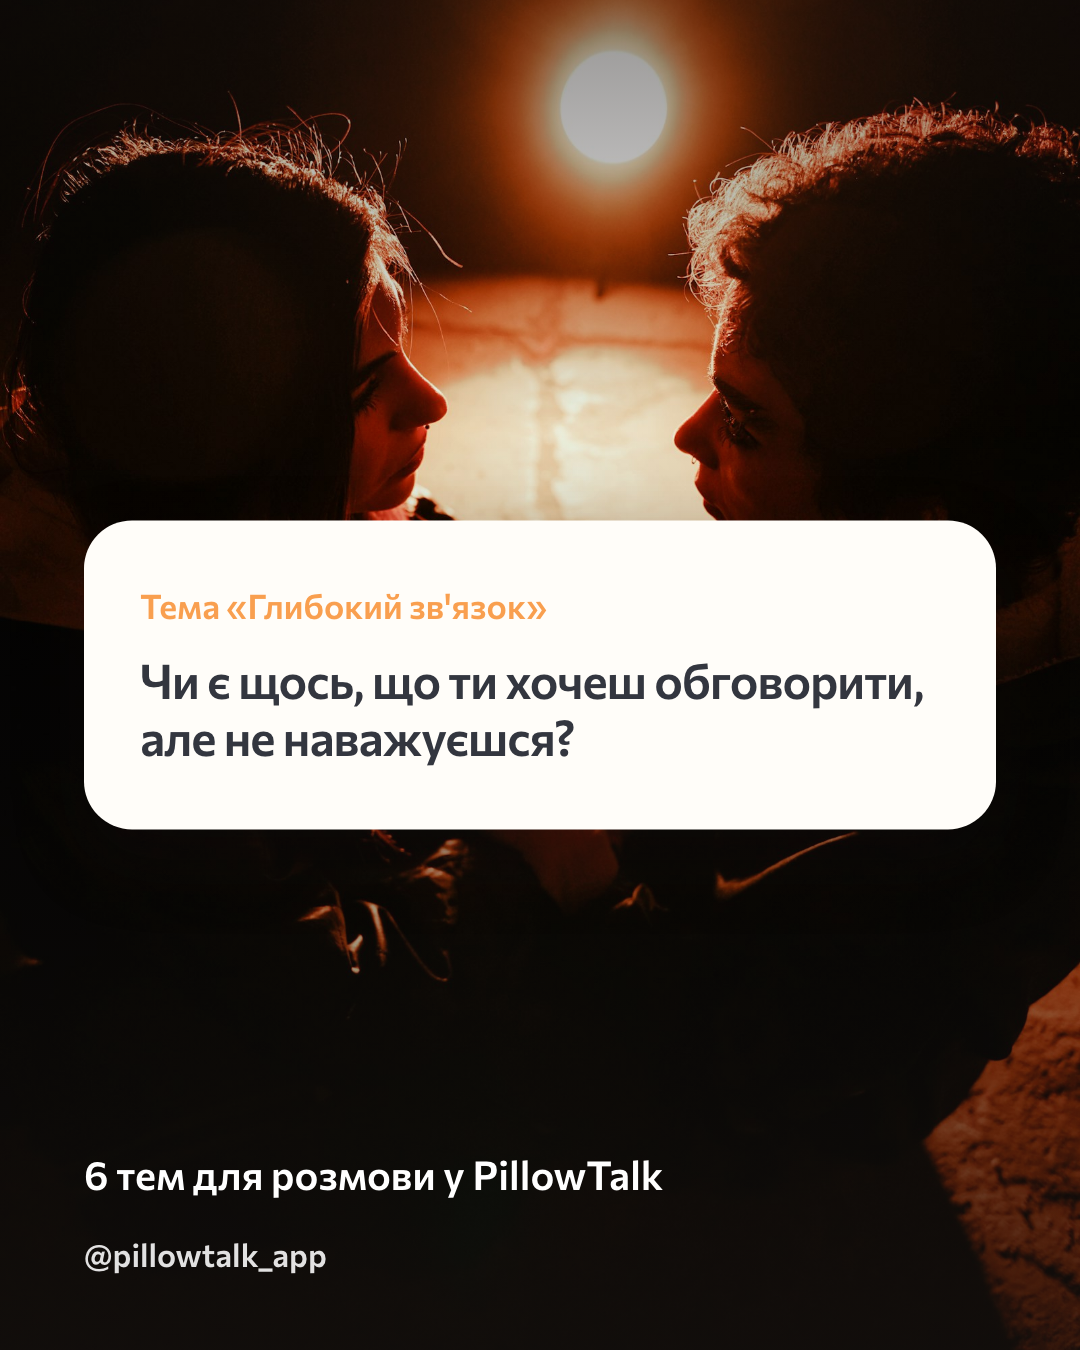 Тема «Глибокий зв'язок»
Чи є щось, що ти хочеш обговорити,
але не наважуєшся?
6 тем для розмови у PillowTalk
@pillowtalk_app